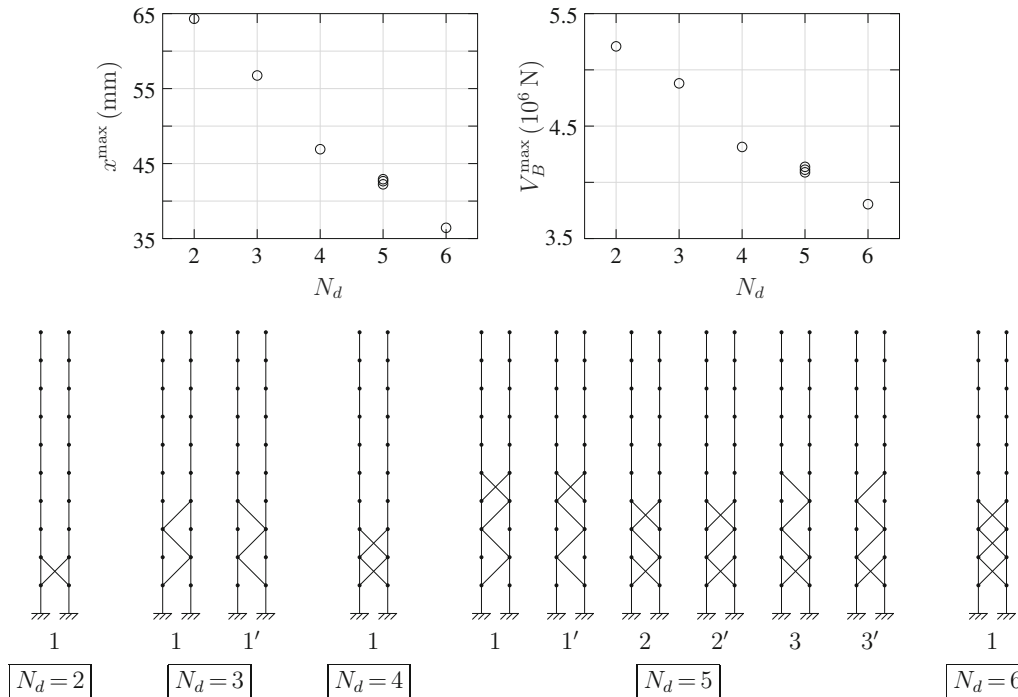 65
55
45
35
x^max (mm)
2 3 4 5 6
N_d
5.5
4.5
3.5
V_B^max (10^6 N)
2 3 4 5 6
N_d
1 1 1′ 1 1 1′ 2 2′ 3 3′ 1
N_d = 2 N_d = 3 N_d = 4 N_d = 5 N_d = 6